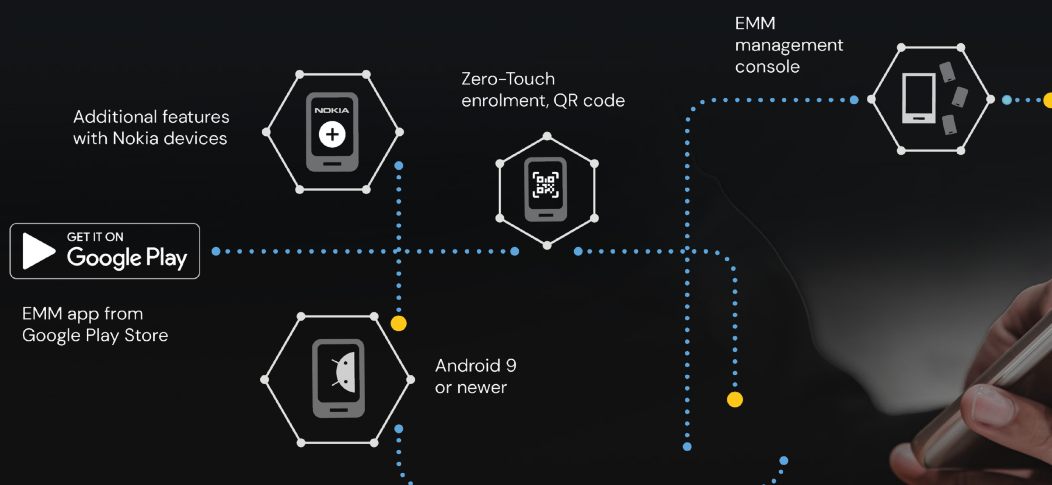 EMM
management
console
Zero-Touch
enrolment, QR code
Additional features
with Nokia devices
NOKIA
GET IT ON
Google Play
EMM app from
Google Play Store
Android 9
or newer